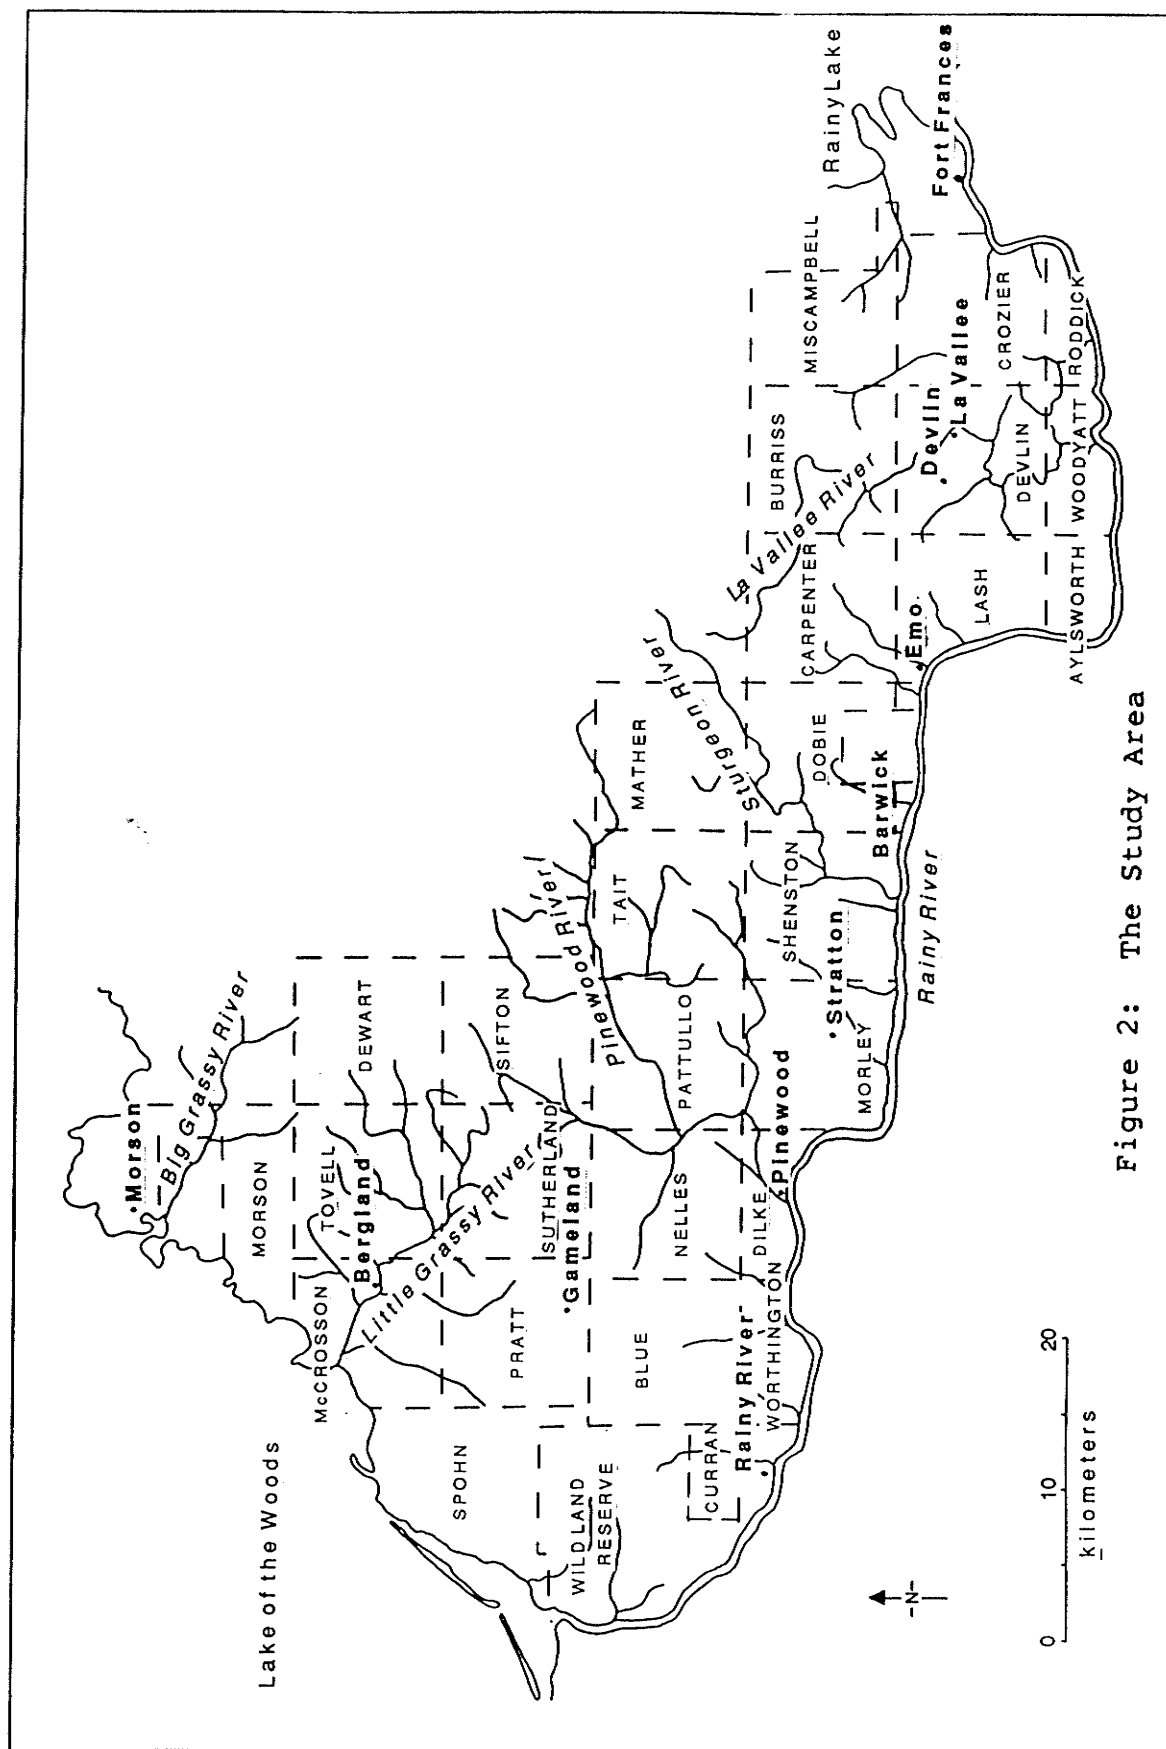 Lake of the Woods
Morson
Big Grassy River
MORSON
McCROSSON
TOVELL
DEWART
Bergland
Little Grassy River
SPOHN
PRATT
SUTHERLAND
SIFTON
Gameland
Pinewood River
WILD LAND
RESERVE
BLUE
NELLES
PATTULLO
TAIT
MATHER
Sturgeon River
CURRAN
Rainy River
WORTHINGTON
DILKE
Pinewood
MORLEY
Stratton
SHENSTON
DOBIE
Barwick
Rainy River
La Vallee River
CARPENTER
BURRISS
MISCAMPBELL
Rainy Lake
Emo
LASH
Devlin
La Vallee
DEVLIN
CROZIER
Fort Frances
AYLSWORTH
WOODYATT
RODDICK
-N-
0 10 20
kilometers
Figure 2: The Study Area